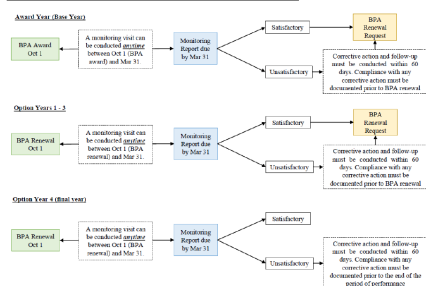 Award Year (Base Year)
BPA Award
Oct 1
A monitoring visit can
be conducted anytime
between Oct 1 (BPA
award) and Mar 31.
Monitoring
Report due
by Mar 31
Satisfactory
Unsatisfactory
BPA
Renewal
Request
Corrective action and follow-up
must be conducted within 60
days. Compliance with any
corrective action must be
documented prior to BPA renewal
Option Years 1 - 3
BPA Renewal
Oct 1
A monitoring visit can
be conducted anytime
between Oct 1 (BPA
renewal) and Mar 31.
Monitoring
Report due
by Mar 31
Satisfactory
Unsatisfactory
BPA
Renewal
Request
Corrective action and follow-up
must be conducted within 60
days. Compliance with any
corrective action must be
documented prior to BPA renewal
Option Year 4 (final year)
BPA Renewal
Oct 1
A monitoring visit can
be conducted anytime
between Oct 1 (BPA
renewal) and Mar 31.
Monitoring
Report due
by Mar 31
Satisfactory
Unsatisfactory
Corrective action and follow-up
must be conducted within 60
days. Compliance with any
corrective action must be
documented prior to the end of the
period of performance